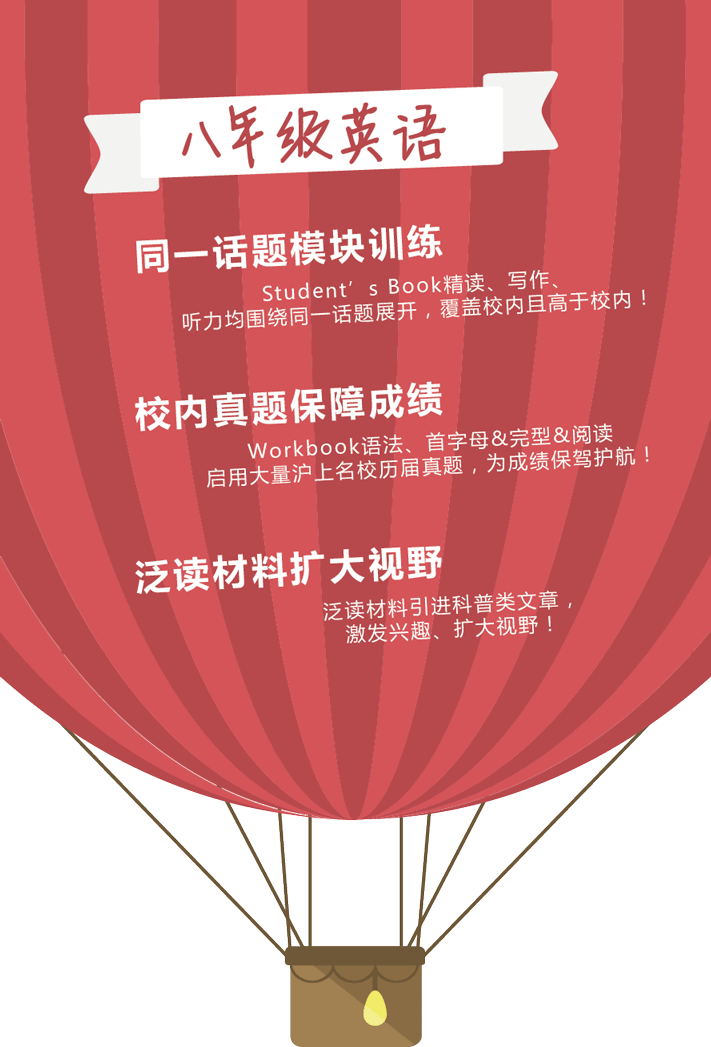 八年级英语
同一话题模块训练
Student’s Book精读、写作、
听力均围绕同一话题展开，覆盖校内且高于校内！
校内真题保障成绩
Workbook语法、首字母&完型&阅读
启用大量沪上名校历届真题，为成绩保驾护航！
泛读材料扩大视野
泛读材料引进科普类文章，
激发兴趣、扩大视野！